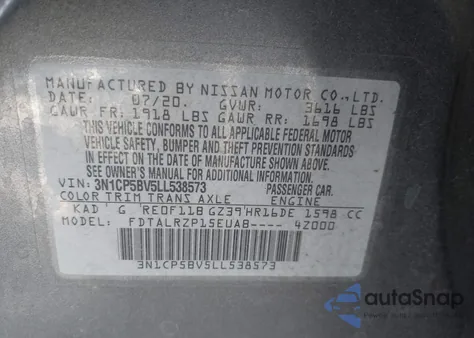 MANUFACTURED BY NISSAN MOTOR CO.,LTD.
DATE: 07/20. GVWR: 3616 LBS
GAWR FR: 1918 LBS GAWR RR: 1698 LBS
THIS VEHICLE CONFORMS TO ALL APPLICABLE FEDERAL MOTOR
VEHICLE SAFETY, BUMPER AND THEFT PREVENTION STANDARDS
IN EFFECT ON THE DATE OF MANUFACTURE SHOWN ABOVE.
SEE OWNER'S MANUAL FOR ADDITIONAL INFORMATION
VIN: 3N1CP5BV5LL538573 PASSENGER CAR
COLOR TRIM TRANS AXLE ENGINE
KAD G RE0F11B GZ39 HR16DE 1598 CC
MODEL FDTALRZP15EUAB---- 42000
3N1CP5BV5LL538573
autoSnap